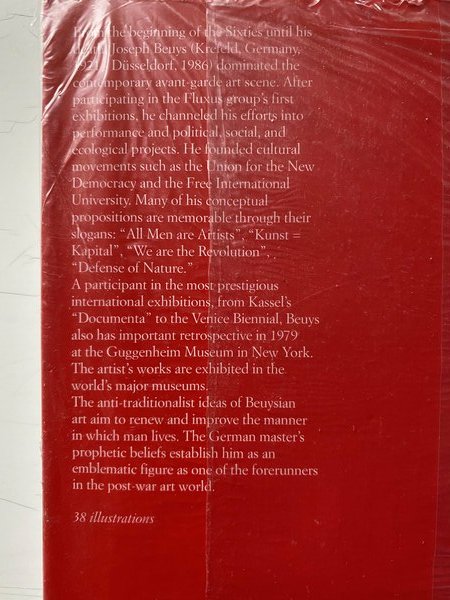 From the beginning of the Sixties until his
death, Joseph Beuys (Krefeld, Germany,
1921, Düsseldorf, 1986) dominated the
contemporary avant-garde art scene. After
participating in the Fluxus group's first
exhibitions, he channeled his efforts into
performance and political, social, and
ecological projects. He founded cultural
movements such as the Union for the New
Democracy and the Free International
University. Many of his conceptual
propositions are memorable through their
slogans: “All Men are Artists”, “Kunst =
Kapital”, “We are the Revolution”, ,
“Defense of Nature.”
A participant in the most prestigious
international exhibitions, from Kassel's
“Documenta” to the Venice Biennial, Beuys
also has important retrospective in 1979
at the Guggenheim Museum in New York.
The artist's works are exhibited in the
world's major museums.
The anti-traditionalist ideas of Beuysian
art aim to renew and improve the manner
in which man lives. The German master's
prophetic beliefs establish him as an
emblematic figure as one of the forerunners
in the post-war art world.
38 illustrations